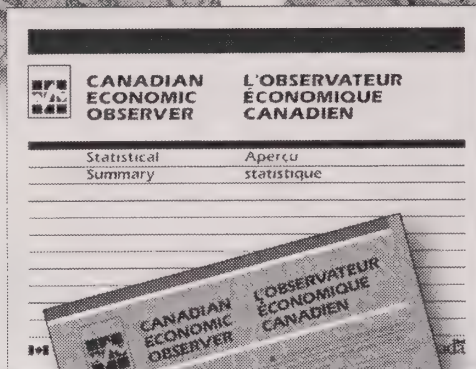 CANADIAN L'OBSERVATEUR
ECONOMIC ÉCONOMIQUE
OBSERVER CANADIEN
Statistical Aperçu
Summary statistique
CANADIAN L'OBSERVATEUR
ECONOMIC ÉCONOMIQUE
OBSERVER CANADIEN